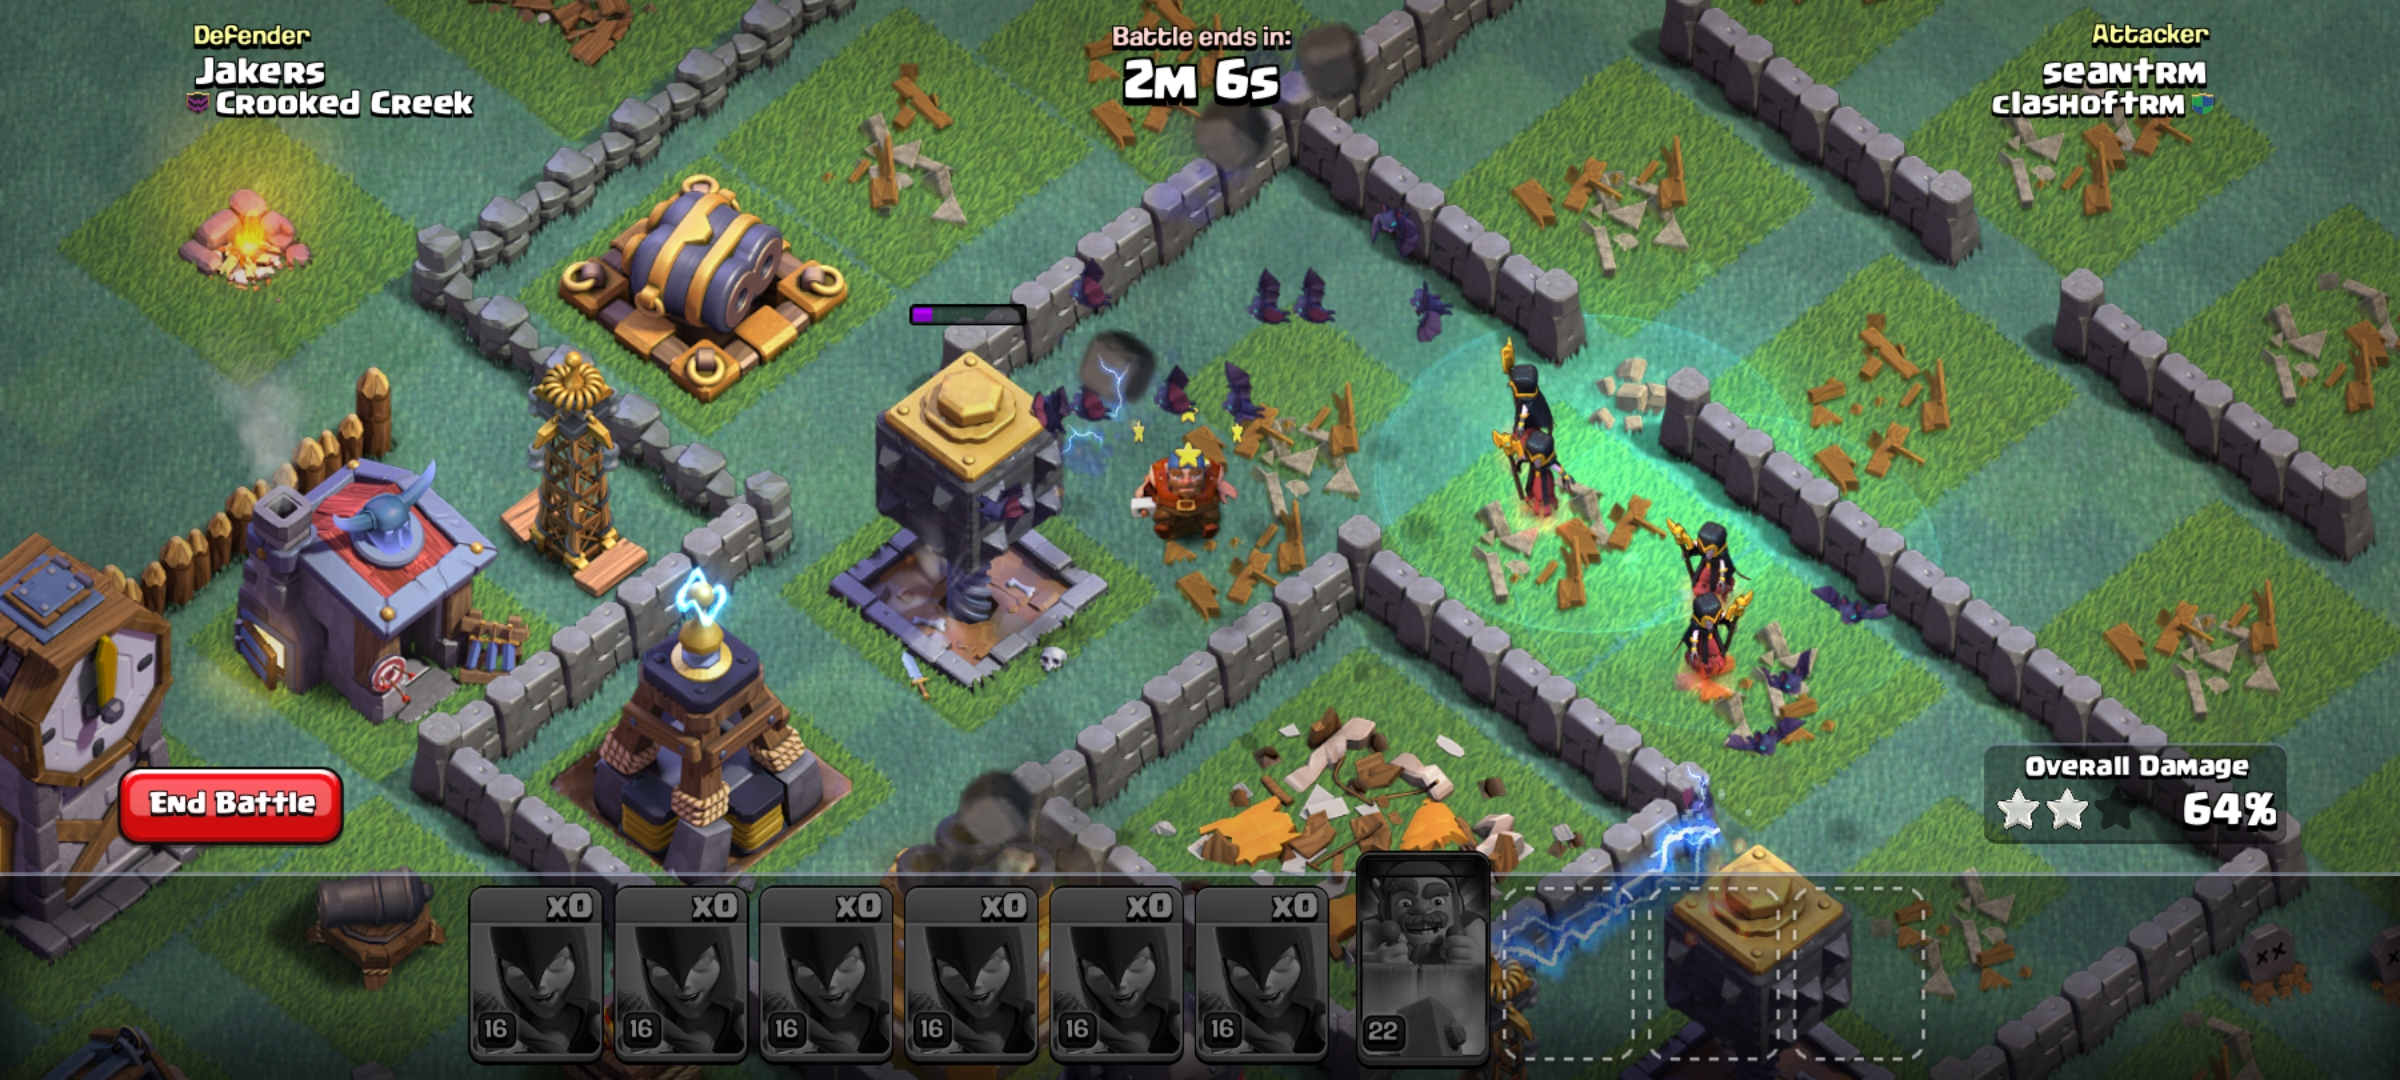 Defender
Jakers
Crooked Creek
Battle ends in:
2M 6s
Attacker
seantrm
clashoftrm
End Battle
Overall Damage
64%
x0
x0
x0
x0
x0
x0
16
16
16
16
16
16
22